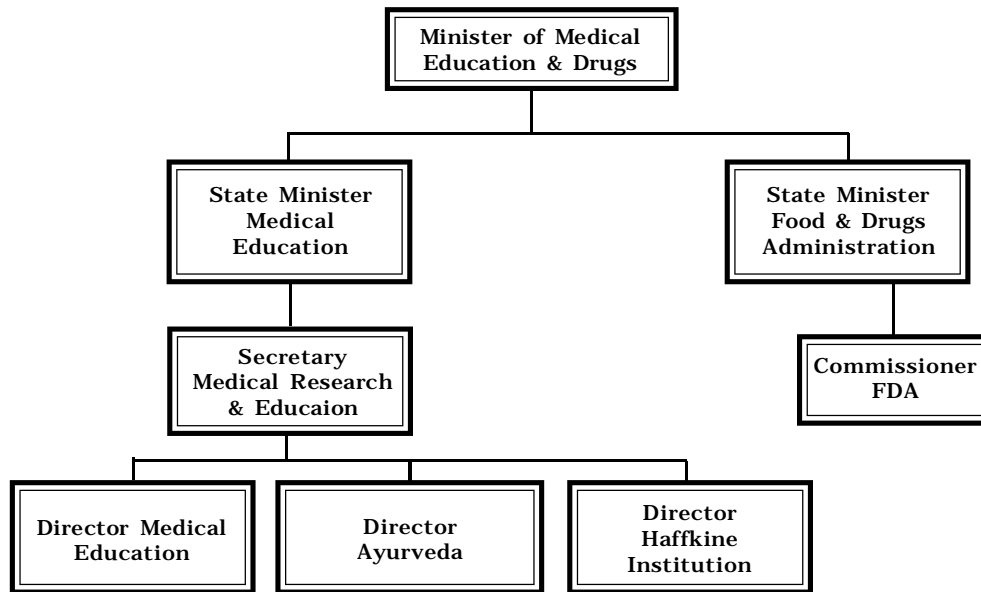 Minister of Medical
Education & Drugs
State Minister
Medical
Education
State Minister
Food & Drugs
Administration
Secretary
Medical Research
& Educaion
Commissioner
FDA
Director Medical
Education
Director
Ayurveda
Director
Haffkine
Institution